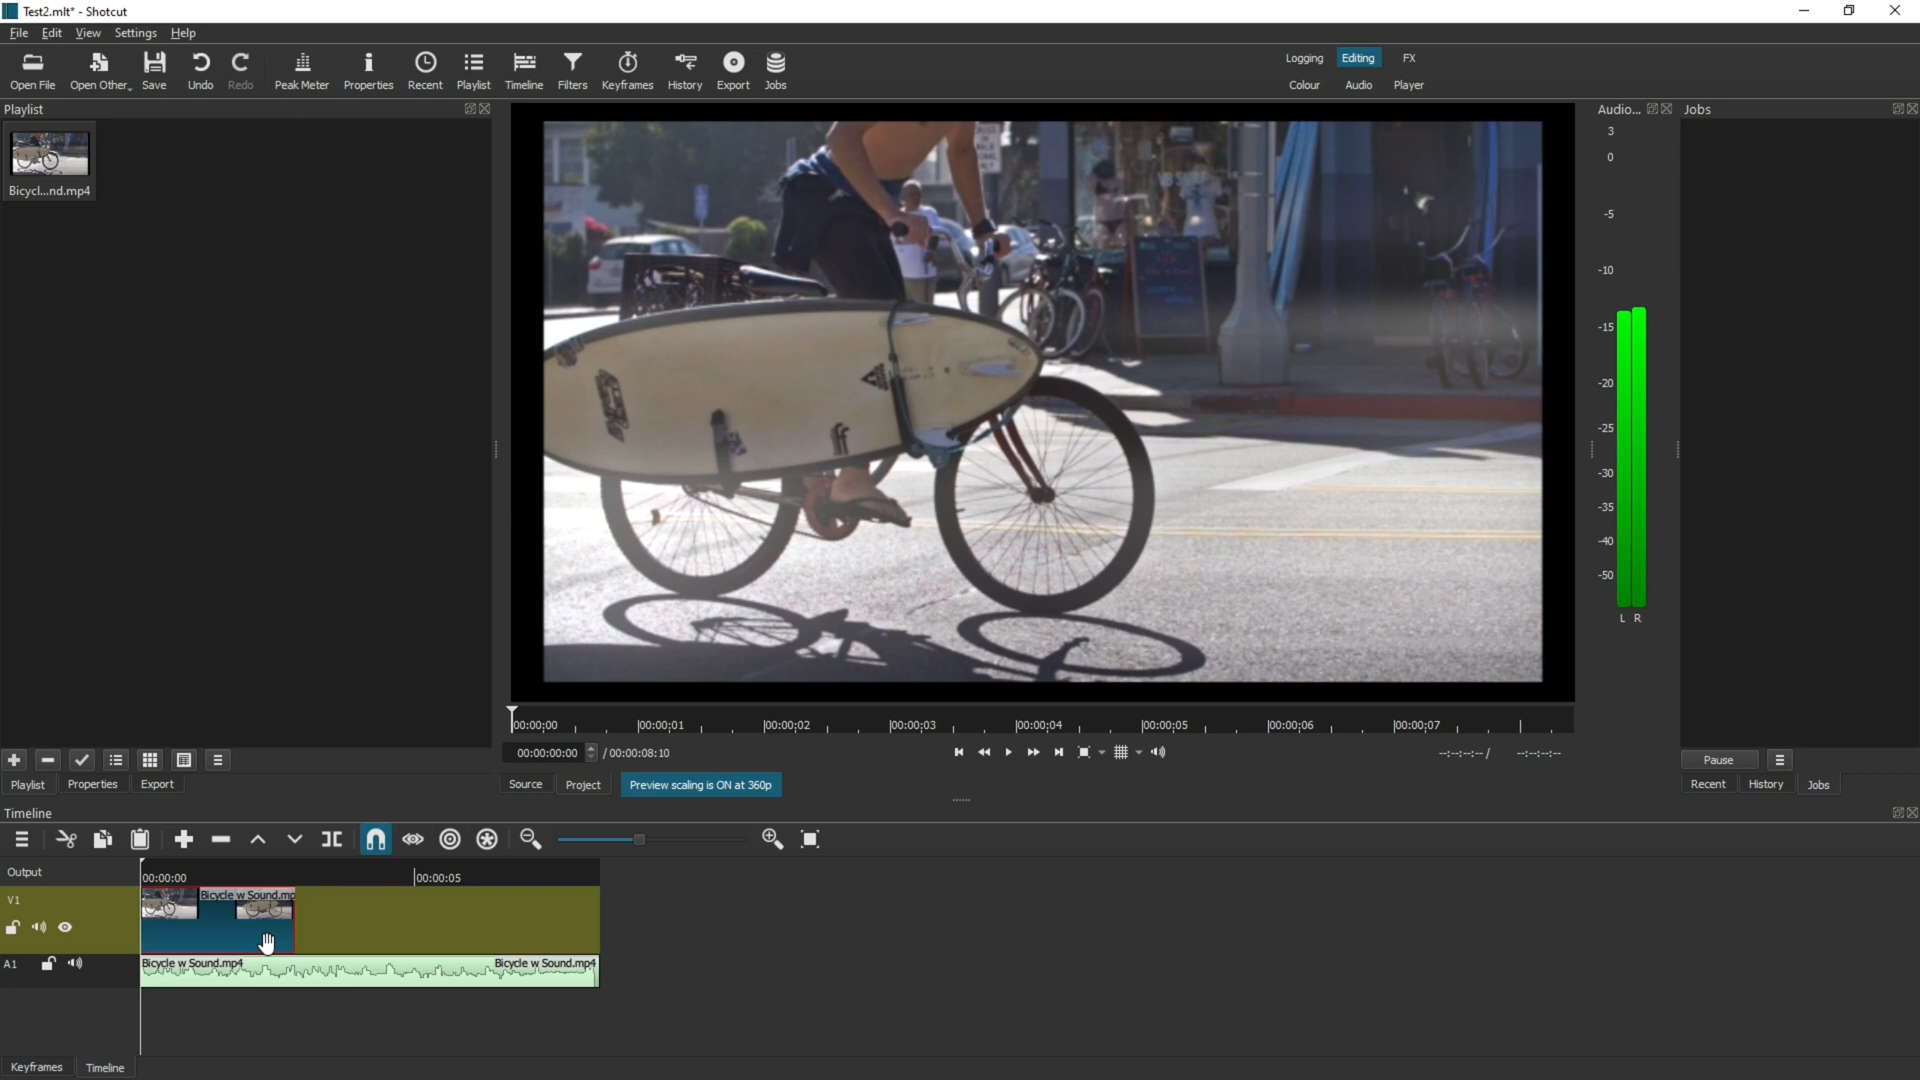 Test2.mlt* - Shotcut
File Edit View Settings Help
Open File Open Other Save Undo Redo Peak Meter Properties Recent Playlist Timeline Filters Keyframes History Export Jobs
Logging Editing FX
Colour Audio Player
Playlist
Bicycl...nd.mp4
Audio...
3
0
-5
-10
-15
-20
-25
-30
-35
-40
-50
L R
Jobs
00:00:00 00:00:01 00:00:02 00:00:03 00:00:04 00:00:05 00:00:06 00:00:07
00:00:00:00 / 00:00:08:10
--:--:--:-- / --:--:--:--
Pause
Playlist Properties Export
Source Project Preview scaling is ON at 360p
Recent History Jobs
Timeline
Output
00:00:00 00:00:05
V1
Bicycle w Sound.mp
A1
Bicycle w Sound.mp4 Bicycle w Sound.mp4
Keyframes Timeline